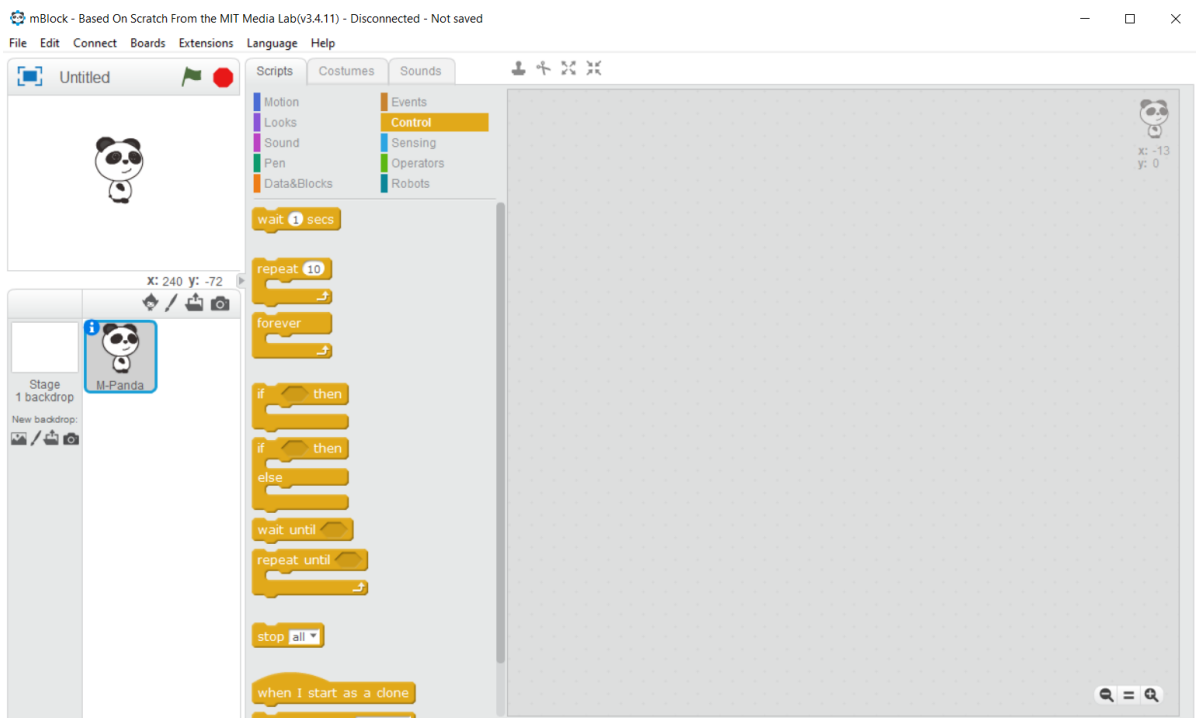 mBlock - Based On Scratch From the MIT Media Lab(v3.4.11) - Disconnected - Not saved
File Edit Connect Boards Extensions Language Help
Untitled
Scripts Costumes Sounds
Motion Events
Looks Control
Sound Sensing
Pen Operators
Data&Blocks Robots
x: -13
y: 0
wait 1 secs
repeat 10
forever
if then
if then
else
wait until
repeat until
stop all
when I start as a clone
x: 240 y: -72
i
M-Panda
Stage
1 backdrop
New backdrop: